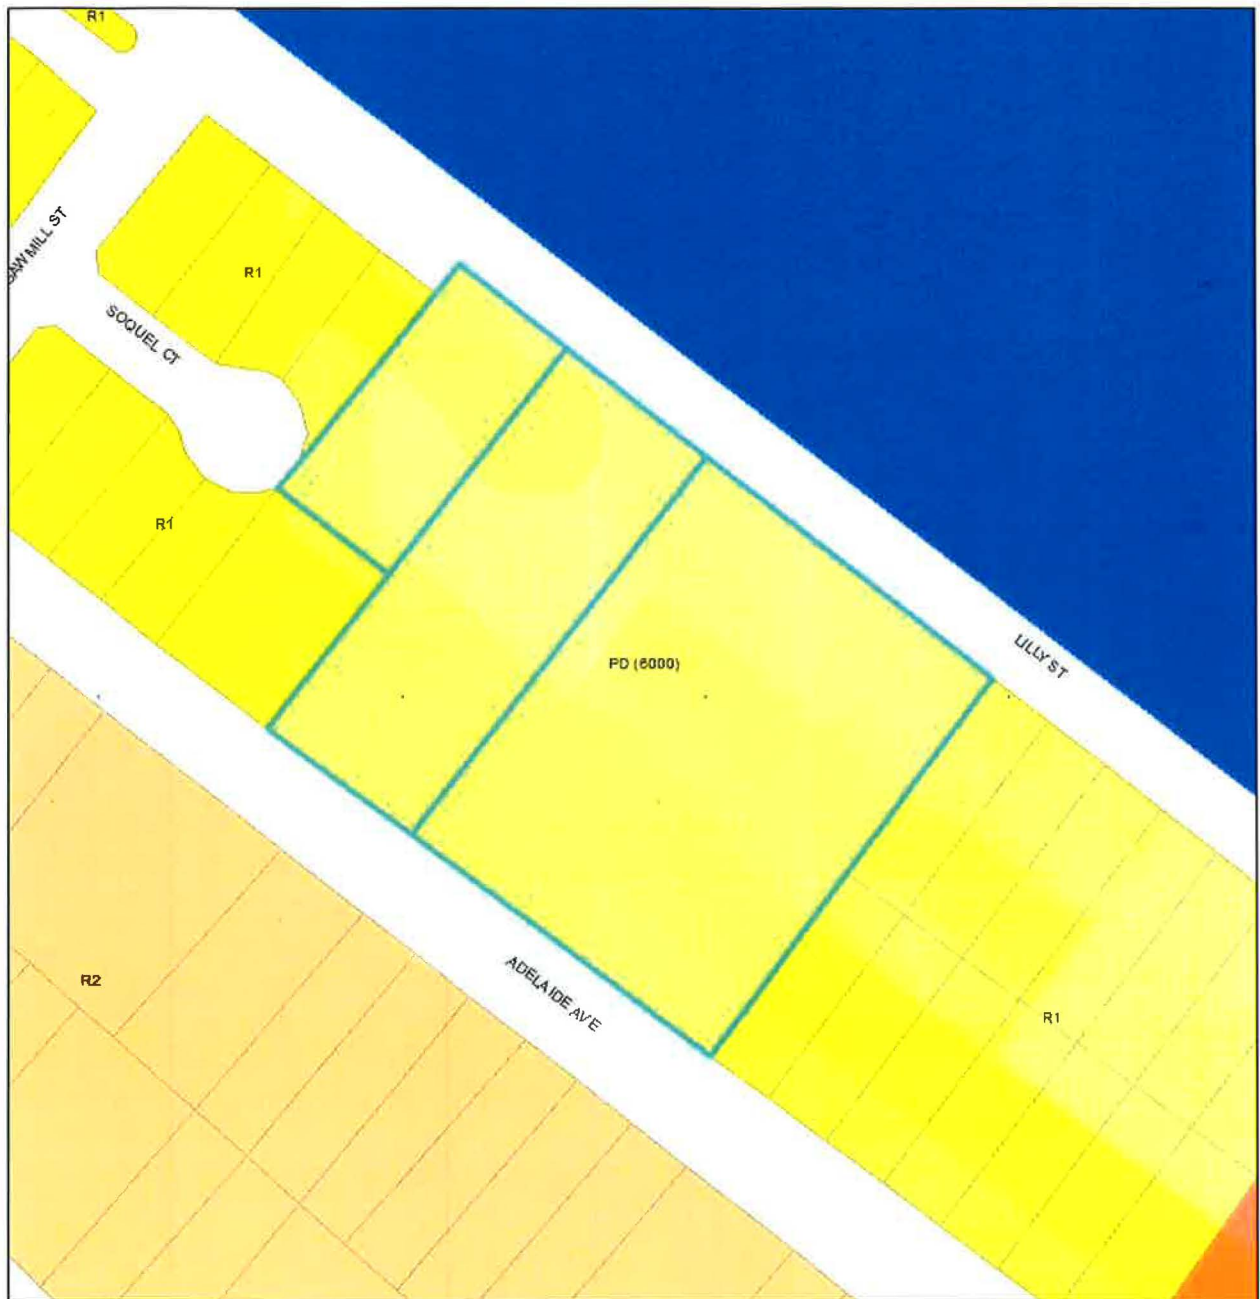 R1
SAWMILL ST
R1
SOQUEL CT
R1
PD (6000)
LILLY ST
ADELAIDE AVE
R2
R1